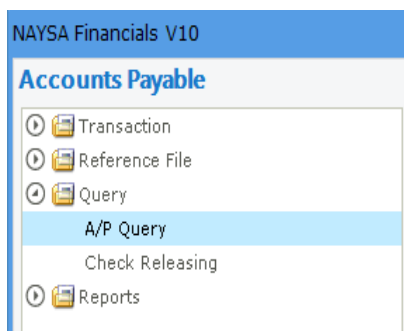 NAYSA Financials V10
Accounts Payable
Transaction
Reference File
Query
A/P Query
Check Releasing
Reports